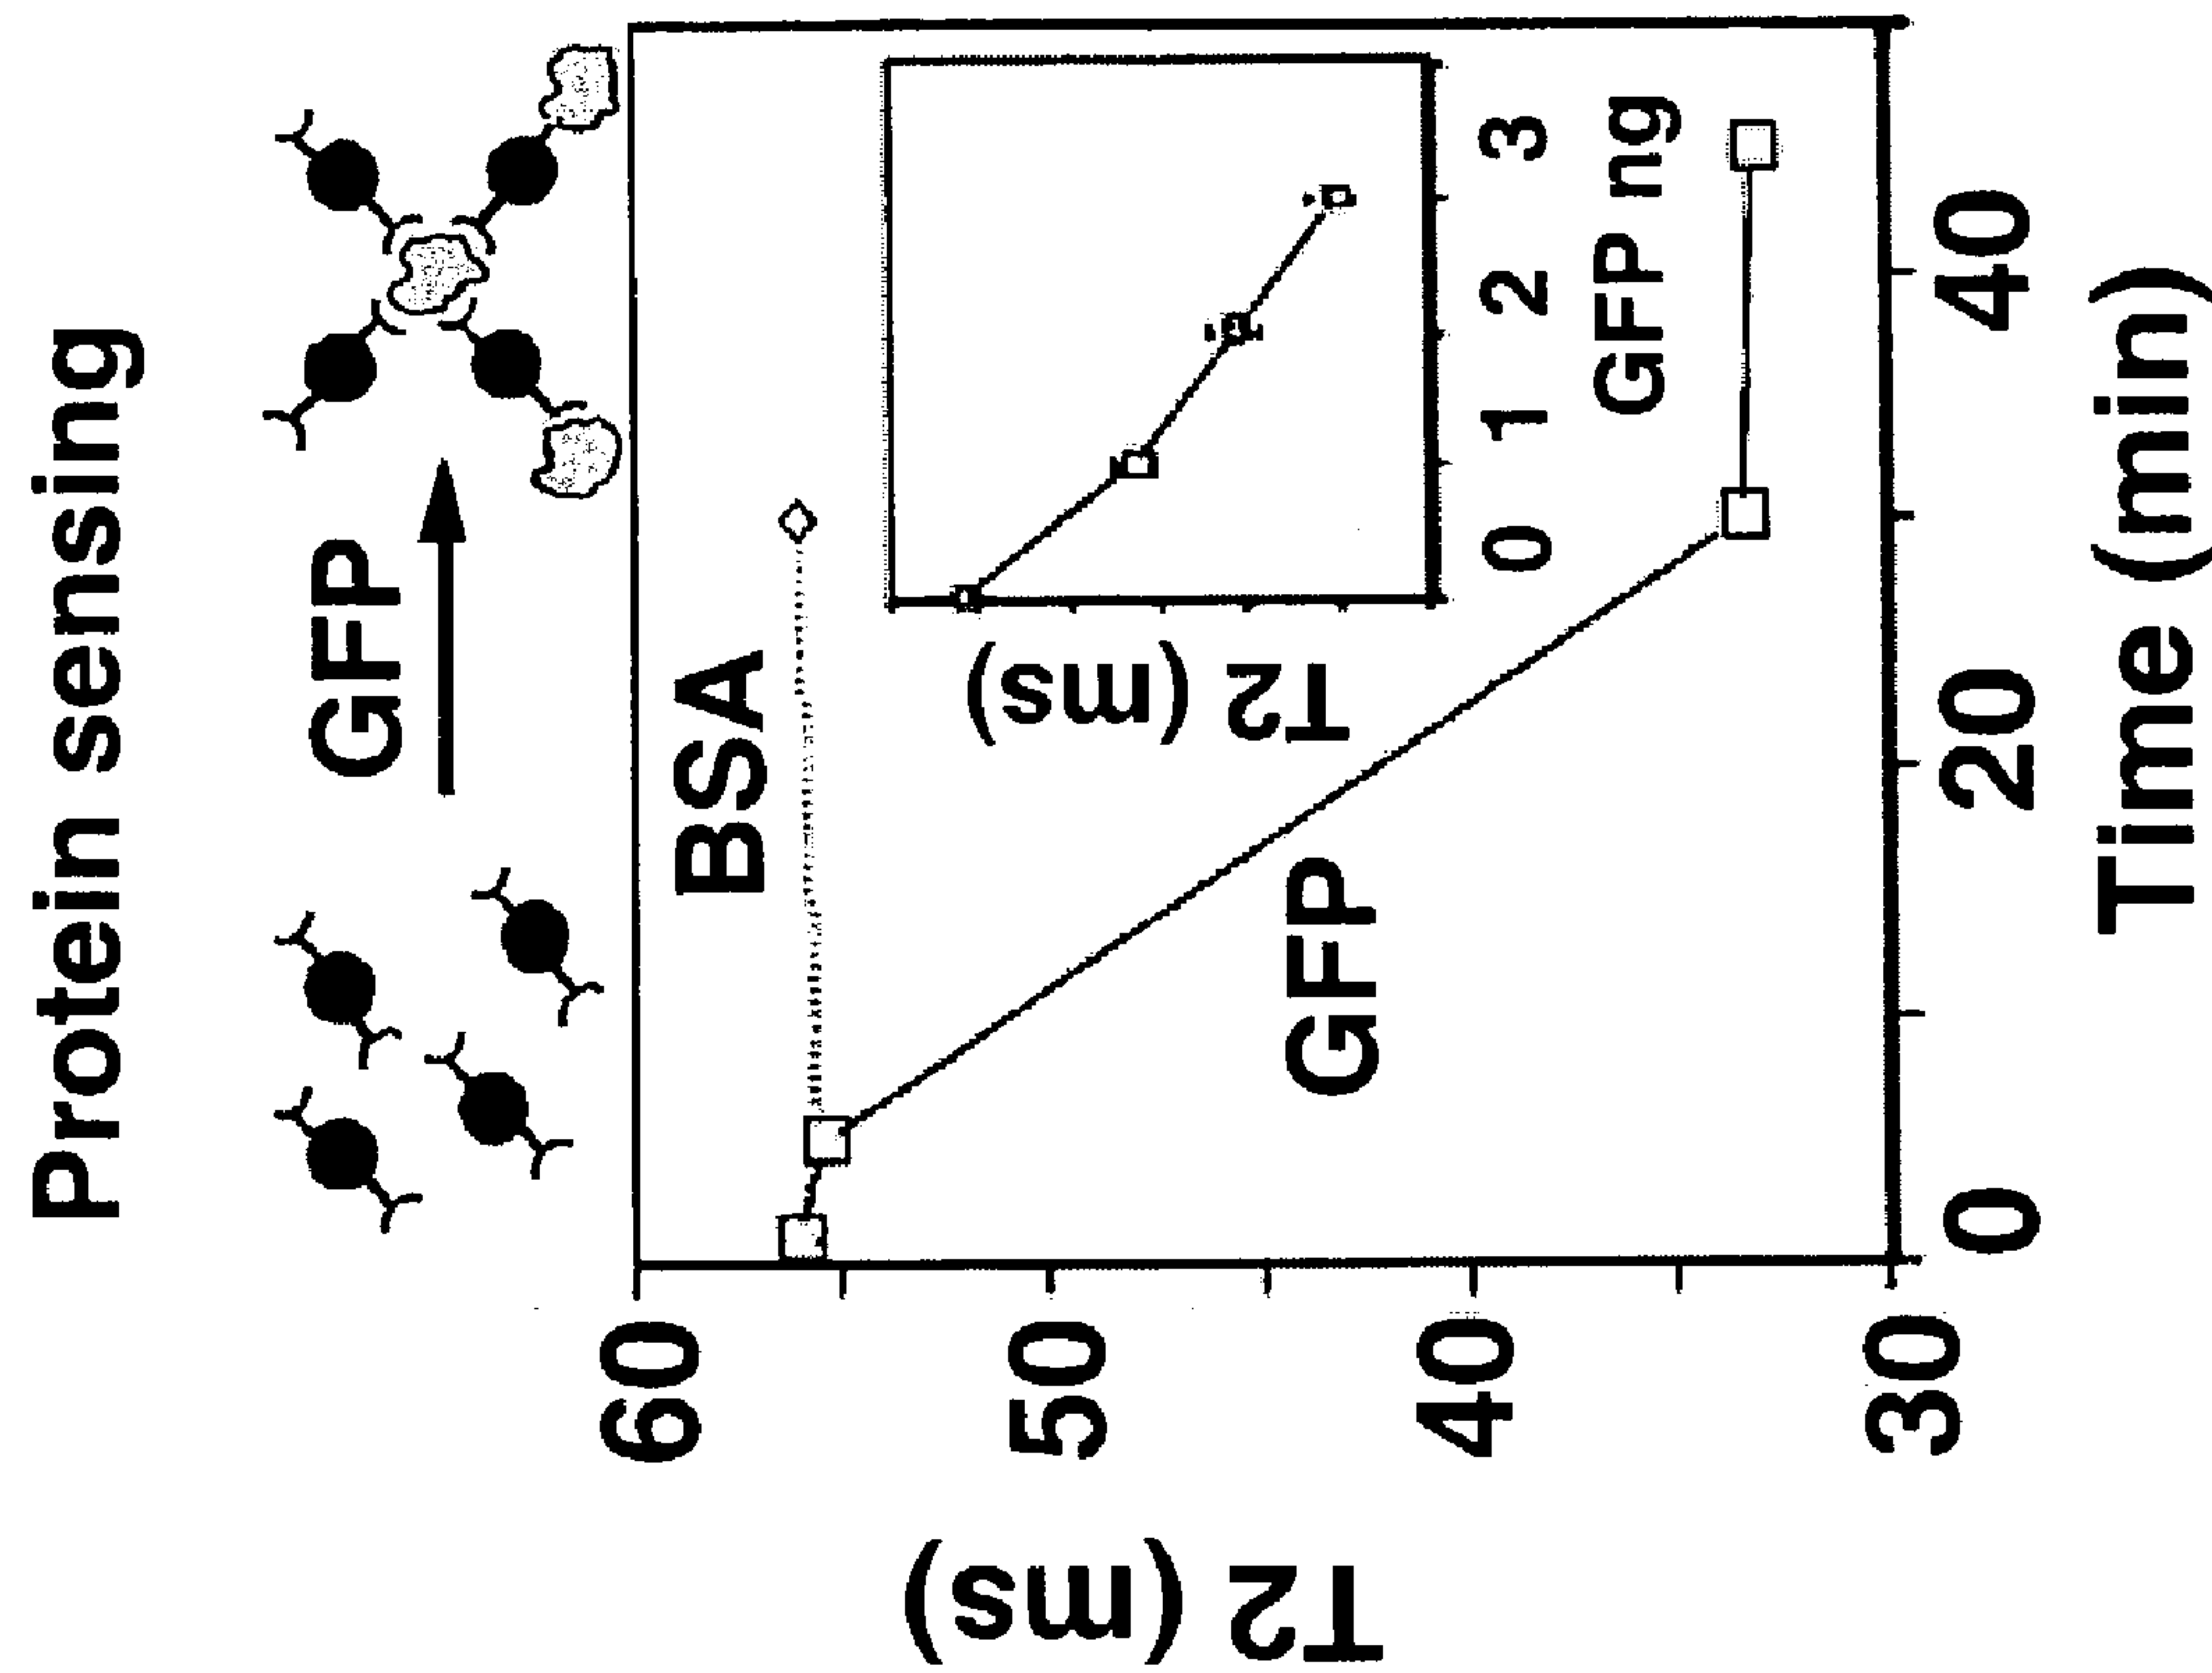 Protein sensing
GFP
60
50
40
30
T2 (ms)
BSA
GFP
T2 (ms)
0 1 2 3
GFP ng
0 20 40
Time (min)